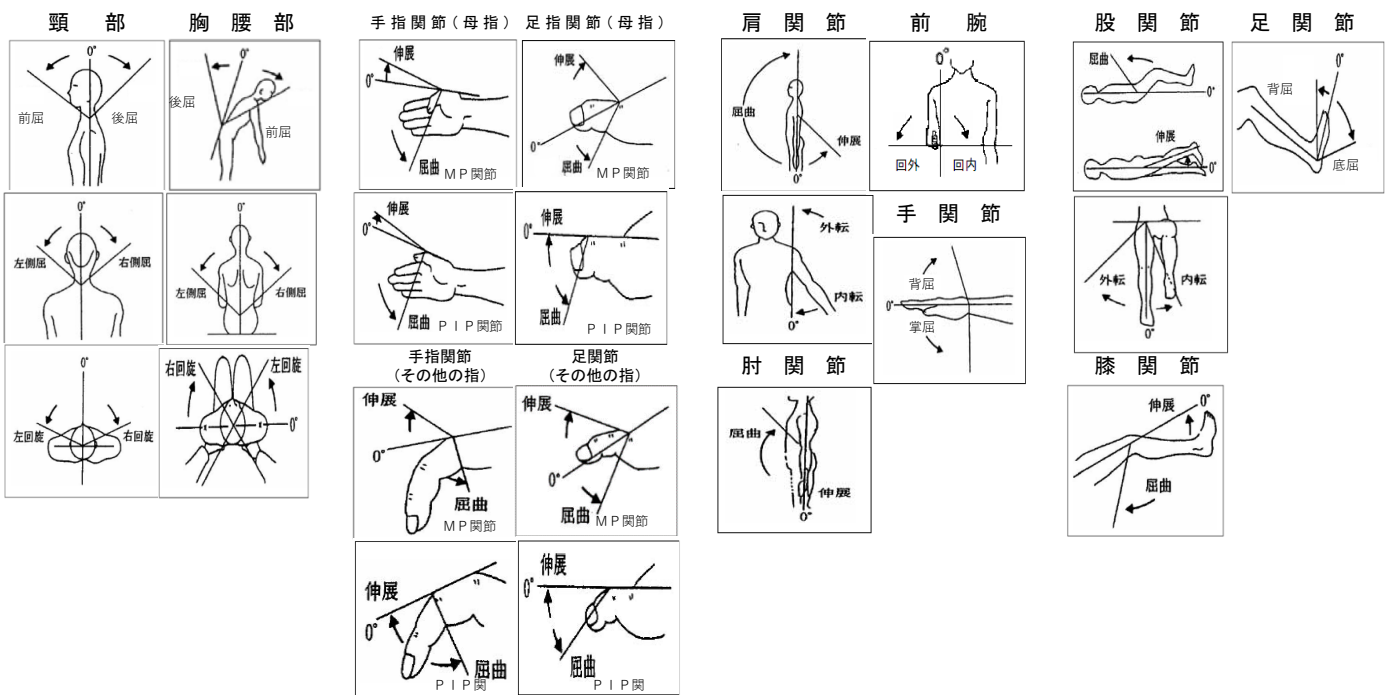 頸部
0°
前屈
後屈
0°
左側屈
右側屈
0°
左回旋
右回旋
胸腰部
0°
後屈
前屈
0°
左側屈
右側屈
右回旋
左回旋
0°
手指関節(母指)
伸展
0°
屈曲
MP関節
伸展
0°
屈曲
PIP関節
手指関節
(その他の指)
伸展
0°
屈曲
MP関節
伸展
0°
屈曲
PIP関
足指関節(母指)
伸展
0°
屈曲
MP関節
伸展
0°
屈曲
PIP関節
足関節
(その他の指)
伸展
0°
屈曲
MP関節
伸展
0°
屈曲
PIP関
肩関節
屈曲
伸展
0°
外転
内転
0°
肘関節
屈曲
伸展
0°
前腕
0°
回外
回内
手関節
背屈
0°
掌屈
股関節
屈曲
0°
伸展
0°
外転
内転
0°
膝関節
伸展
0°
屈曲
足関節
0°
背屈
底屈